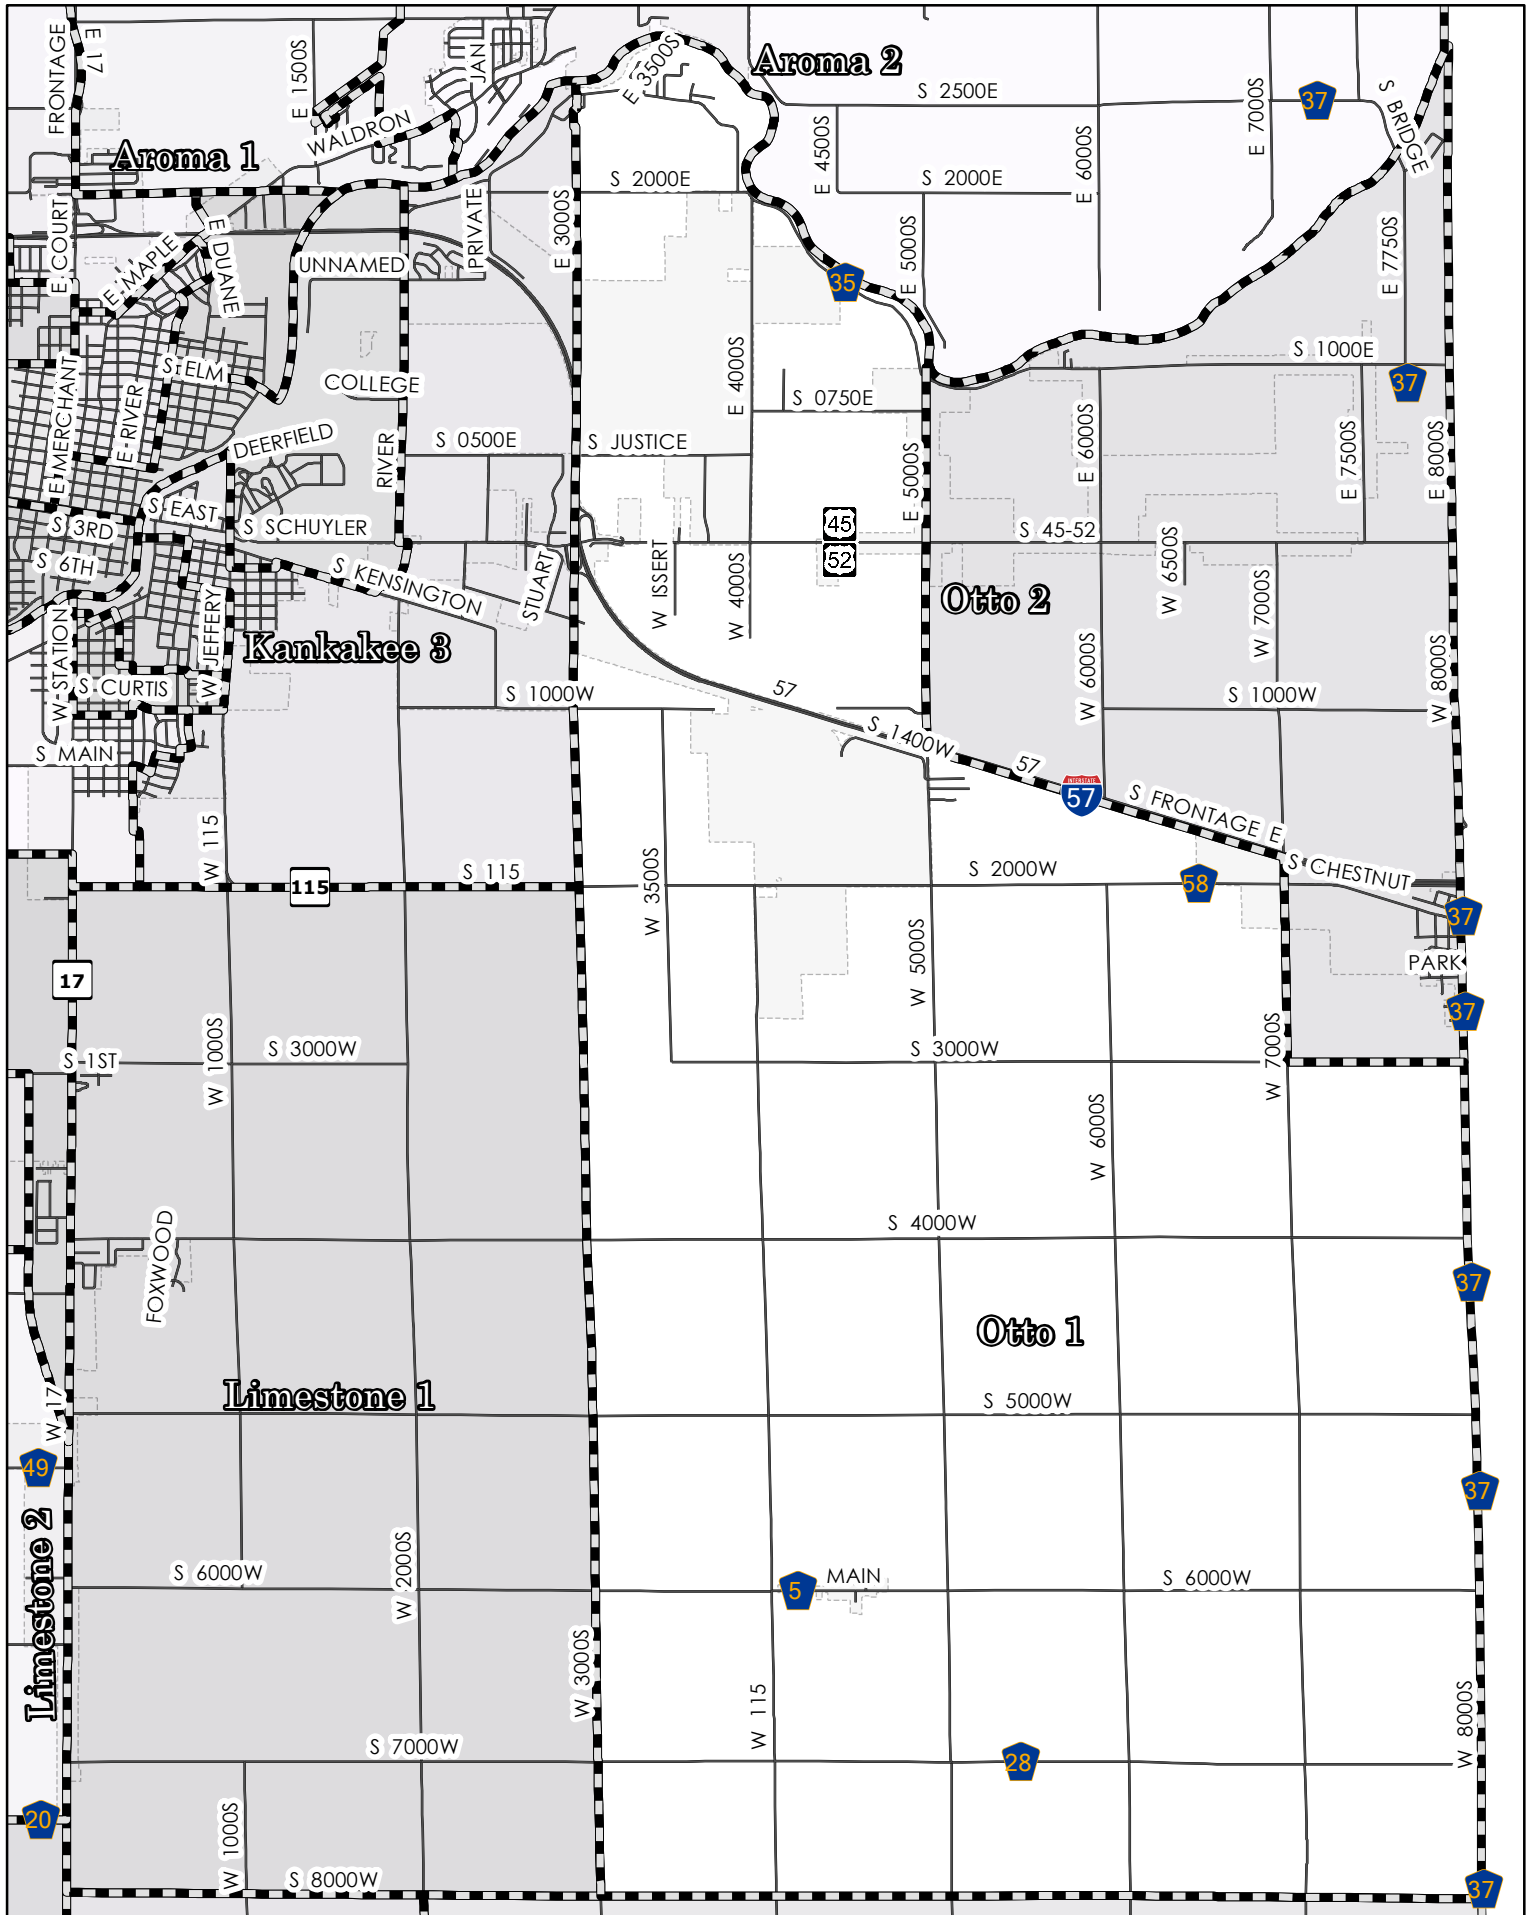 FRONTAGE
E 17
E 1500S
JAN
E 3500S
Aroma 2
S 2500E
E 7000S
37
S BRIDGE
WALDRON
Aroma 1
E 4500S
E 6000S
S 2000E
S 2000E
E COURT
E MAPLE
E DUANE
UNNAMED
PRIVATE
E 3000S
35
E 5000S
E 7750S
S ELM
COLLEGE
E 4000S
S 0750E
S 1000E
37
E MERCHANT
E RIVER
DEERFIELD
RIVER
S 0500E
S JUSTICE
E 5000S
E 6000S
E 7500S
E 8000S
S EAST
S 3RD
S SCHUYLER
45
52
S 45-52
S 6TH
S KENSINGTON
STUART
W ISSERT
W 4000S
W 6500S
W 7000S
Otto 2
W STATION
W JEFFERY
Kankakee 3
W 6000S
W 8000S
S CURTIS
S 1000W
57
S 1000W
S MAIN
S 1400W
57
INTERSTATE
57
S FRONTAGE E
W 115
S 115
115
W 3500S
S 2000W
58
S CHESTNUT
37
W 5000S
PARK
17
37
S 1ST
W 1000S
S 3000W
S 3000W
W 7000S
W 6000S
FOXWOOD
S 4000W
37
Otto 1
W 17
Limestone 1
S 5000W
49
37
Limestone 2
S 6000W
W 2000S
5
MAIN
S 6000W
W 3000S
W 115
W 8000S
S 7000W
28
20
W 1000S
S 8000W
37